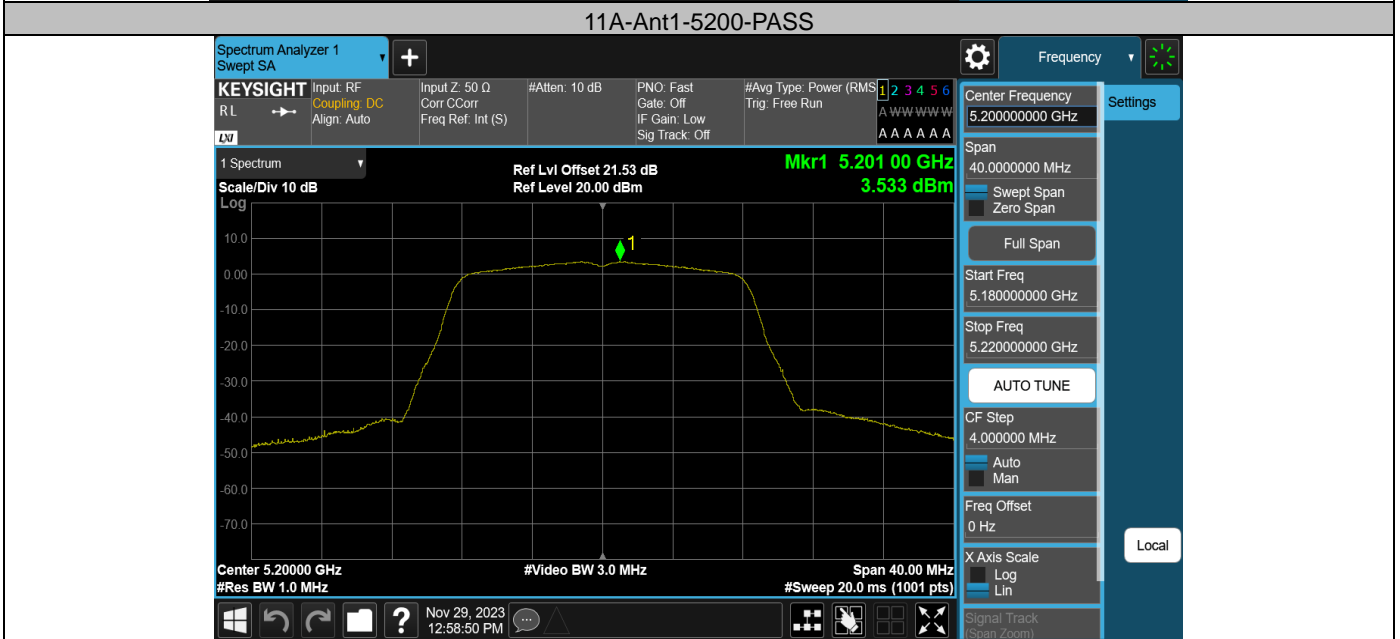 11A-Ant1-5200-PASS
Spectrum Analyzer 1
Swept SA
+
Frequency
KEYSIGHT
RL
LXI
Input: RF
Coupling: DC
Align: Auto
Input Z: 50 Ω
Corr CCorr
Freq Ref: Int (S)
#Atten: 10 dB
PNO: Fast
Gate: Off
IF Gain: Low
Sig Track: Off
#Avg Type: Power (RMS
Trig: Free Run
1 2 3 4 5 6
A W W W W W
A A A A A A
1 Spectrum
Scale/Div 10 dB
Log
Ref Lvl Offset 21.53 dB
Ref Level 20.00 dBm
Mkr1 5.201 00 GHz
3.533 dBm
1
10.0
0.00
-10.0
-20.0
-30.0
-40.0
-50.0
-60.0
-70.0
Center 5.20000 GHz
#Res BW 1.0 MHz
#Video BW 3.0 MHz
Span 40.00 MHz
#Sweep 20.0 ms (1001 pts)
Center Frequency
5.200000000 GHz
Settings
Span
40.0000000 MHz
Swept Span
Zero Span
Full Span
Start Freq
5.180000000 GHz
Stop Freq
5.220000000 GHz
AUTO TUNE
CF Step
4.000000 MHz
Auto
Man
Freq Offset
0 Hz
X Axis Scale
Log
Lin
Local
Signal Track
(Span Zoom)
?
Nov 29, 2023
12:58:50 PM